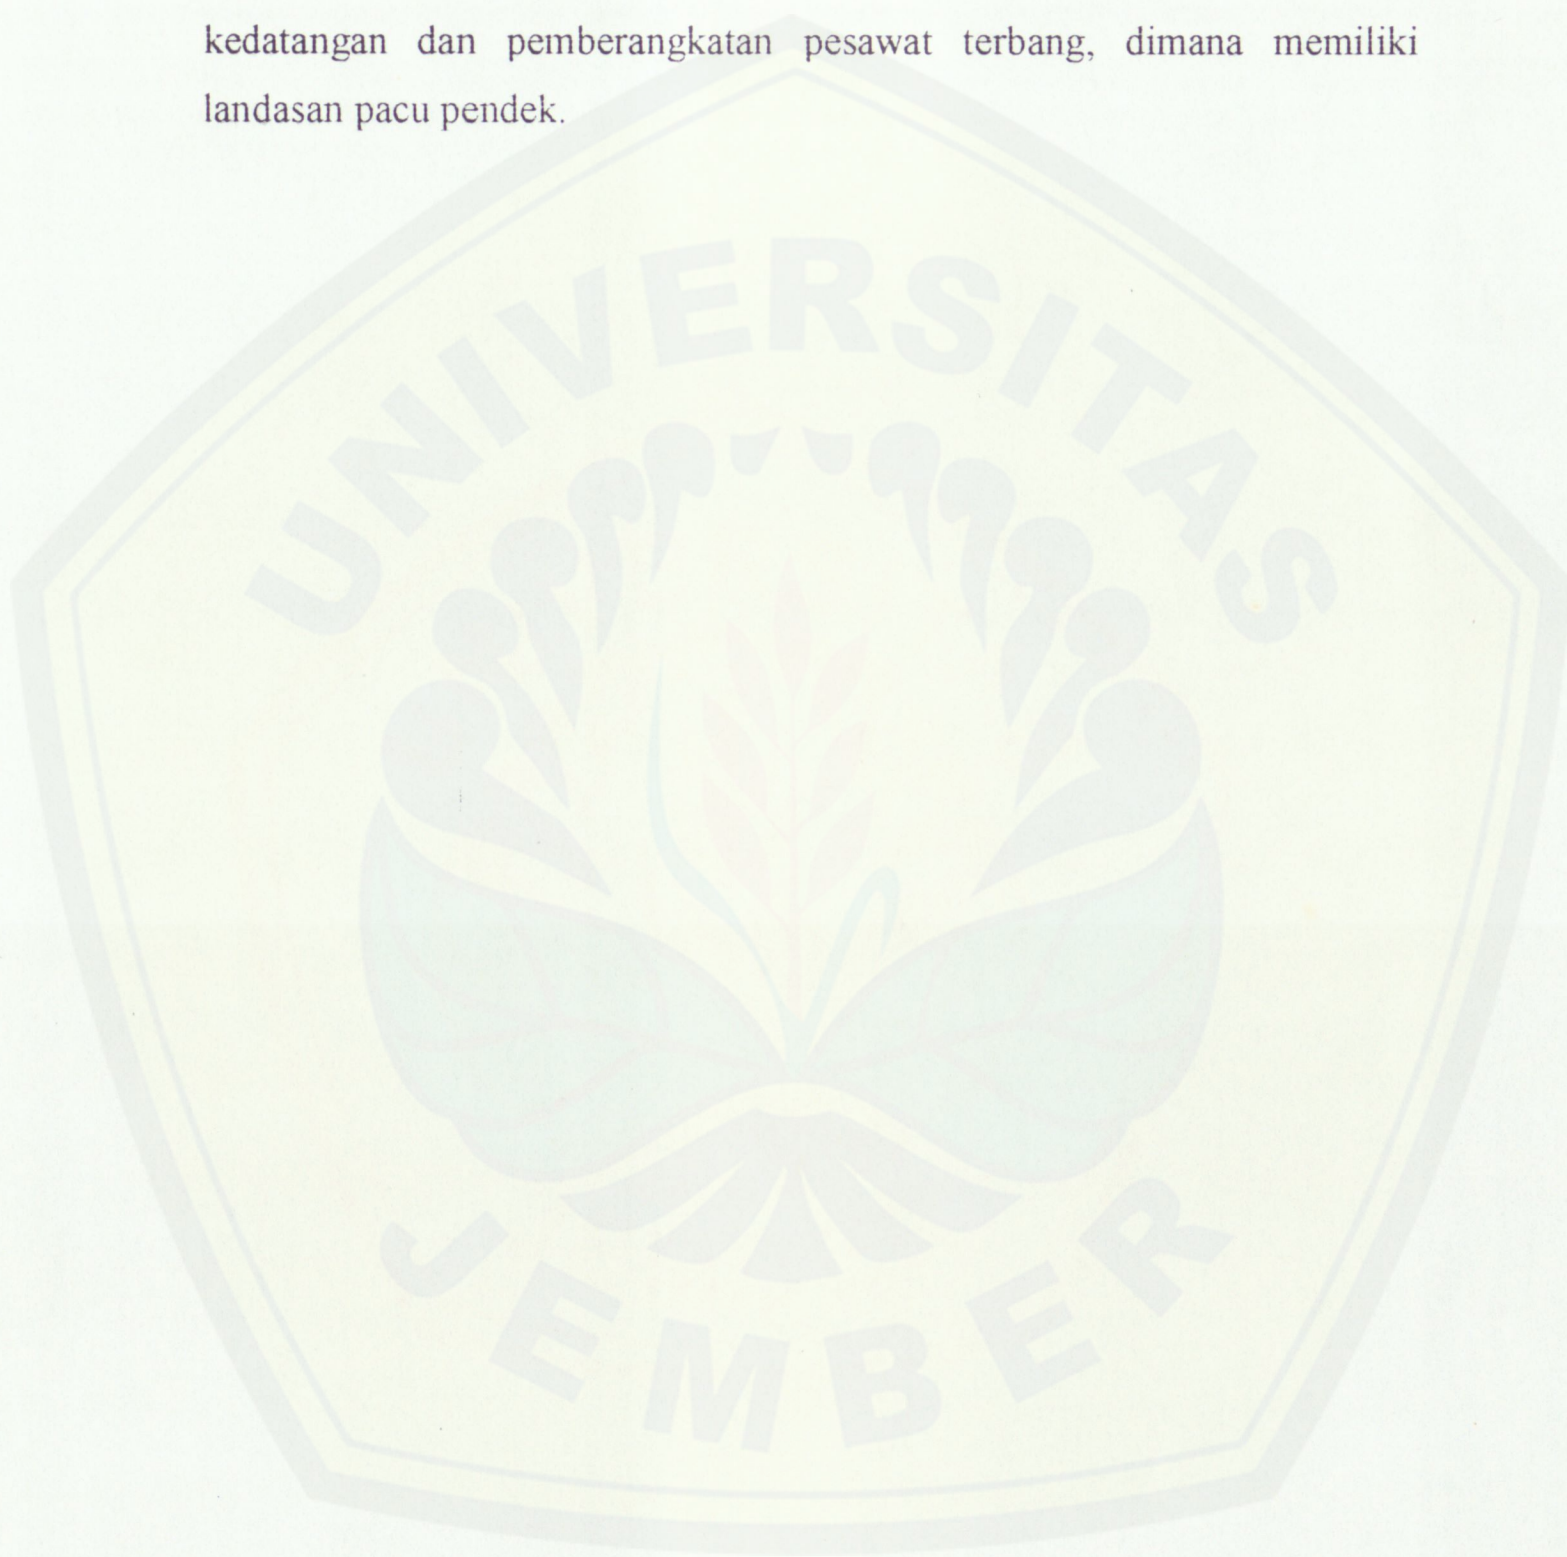 kedatangan dan pemberangkatan pesawat terbang, dimana memiliki
landasan pacu pendek.
UNIVERSITAS
JEMBER